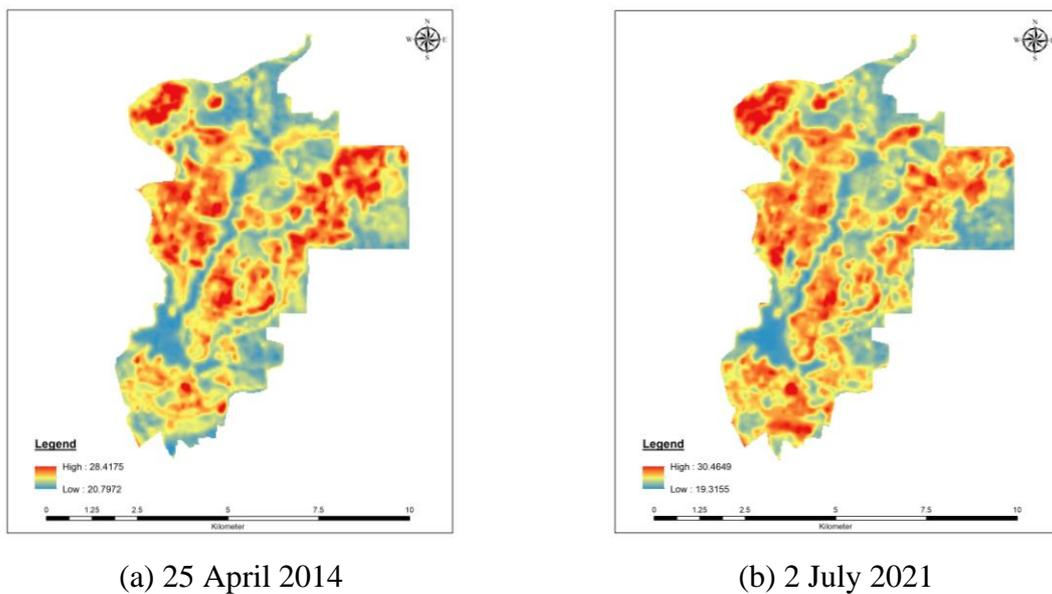 N
W E
S
Legend
High : 28.4175
Low : 20.7972
0 1.25 2.5 5 7.5 10
Kilometer
(a) 25 April 2014
N
W E
S
Legend
High : 30.4649
Low : 19.3155
0 1.25 2.5 5 7.5 10
Kilometer
(b) 2 July 2021